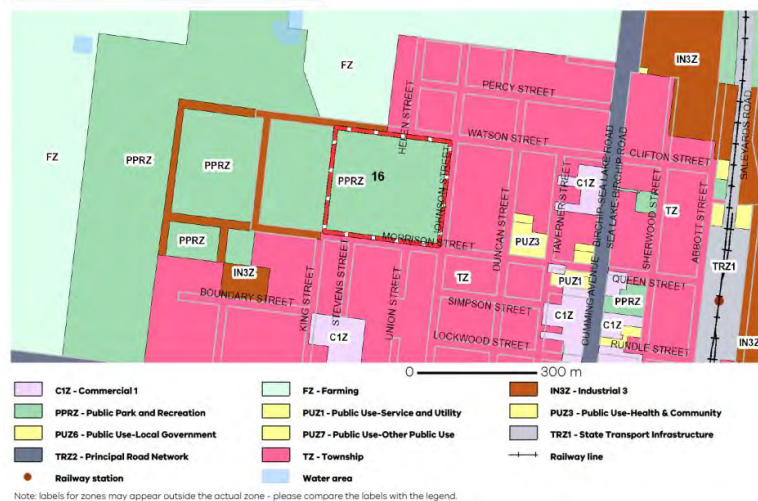 FZ
IN3Z
HELEN STREET
PERCY STREET
SALEYARDS ROAD
FZ
PPRZ
PPRZ
PPRZ
16
WATSON STREET
JOHNSON STREET
C1Z
CLIFTON STREET
BIRCHIP-SEA LAKE ROAD
SEA LAKE-BIRCHIP ROAD
TAVERNER STREET
DUNCAN STREET
SHERWOOD STREET
TZ
ABBOTT STREET
PPRZ
MORRISON STREET
PUZ3
TRZ1
IN3Z
BOUNDARY STREET
KING STREET
STEVENS STREET
UNION STREET
TZ
PUZ1
QUEEN STREET
CUMMING AVENUE
PPRZ
SIMPSON STREET
C1Z
C1Z
C1Z
LOCKWOOD STREET
RUNDLE STREET
IN3Z
0 300 m
C1Z - Commercial 1
FZ - Farming
IN3Z - Industrial 3
PPRZ - Public Park and Recreation
PUZ1 - Public Use-Service and Utility
PUZ3 - Public Use-Health & Community
PUZ6 - Public Use-Local Government
PUZ7 - Public Use-Other Public Use
TRZ1 - State Transport Infrastructure
TRZ2 - Principal Road Network
TZ - Township
Railway line
Railway station
Water area
Note: labels for zones may appear outside the actual zone - please compare the labels with the legend.